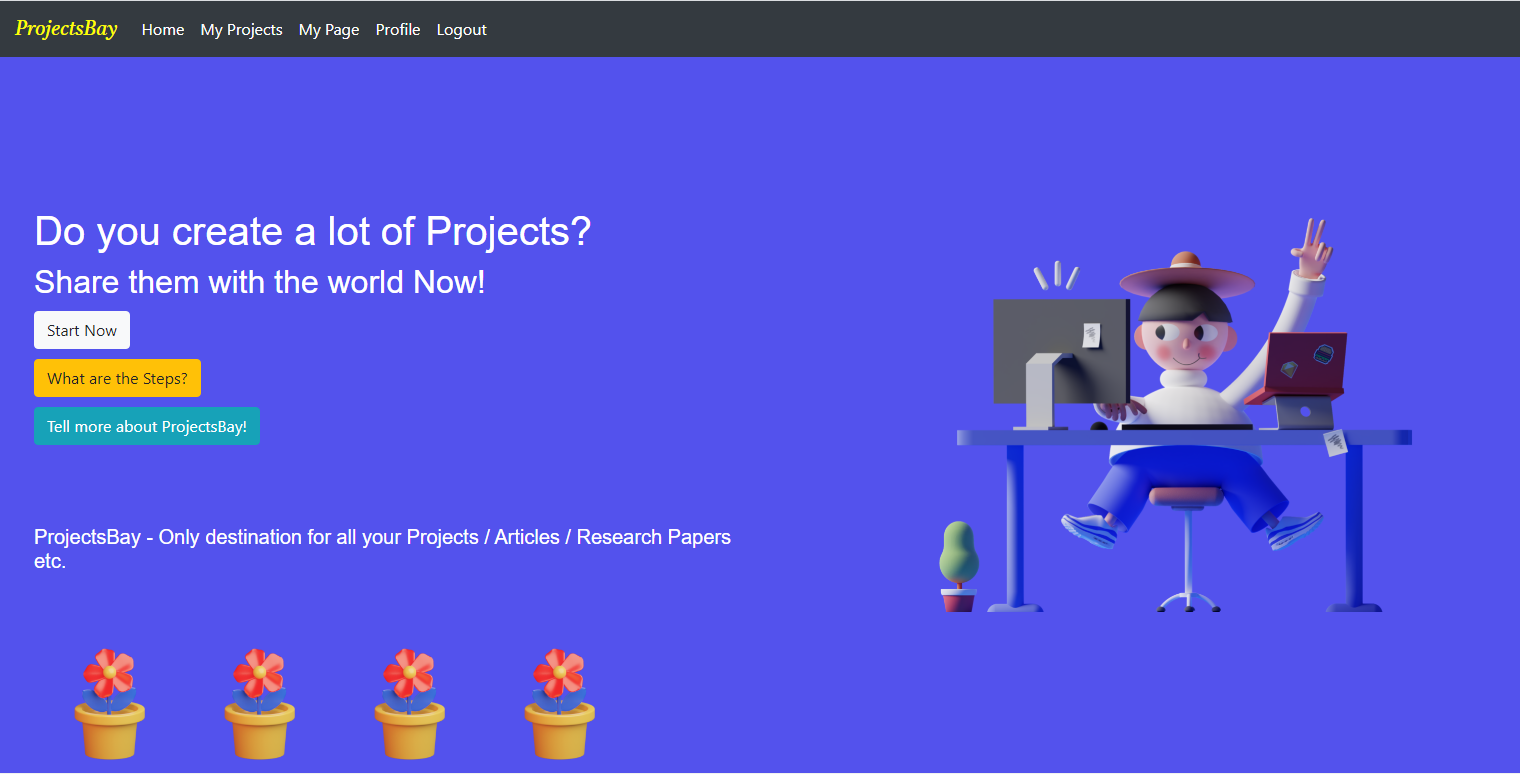 ProjectsBay Home My Projects My Page Profile Logout
Do you create a lot of Projects?
Share them with the world Now!
Start Now
What are the Steps?
Tell more about ProjectsBay!
ProjectsBay - Only destination for all your Projects / Articles / Research Papers
etc.